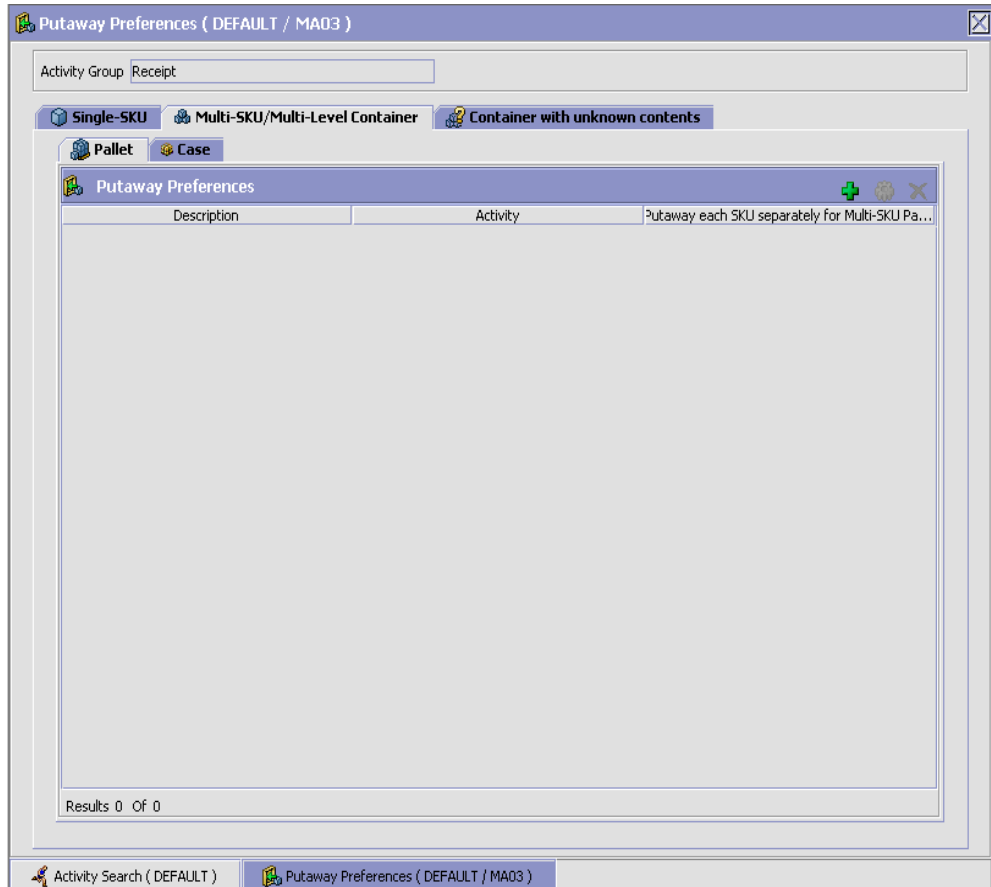 Putaway Preferences ( DEFAULT / MA03 )
Activity Group Receipt
Single-SKU Multi-SKU/Multi-Level Container Container with unknown contents
Pallet Case
Putaway Preferences
Description Activity Putaway each SKU separately for Multi-SKU Pa...
Results 0 Of 0
Activity Search ( DEFAULT ) Putaway Preferences ( DEFAULT / MA03 )